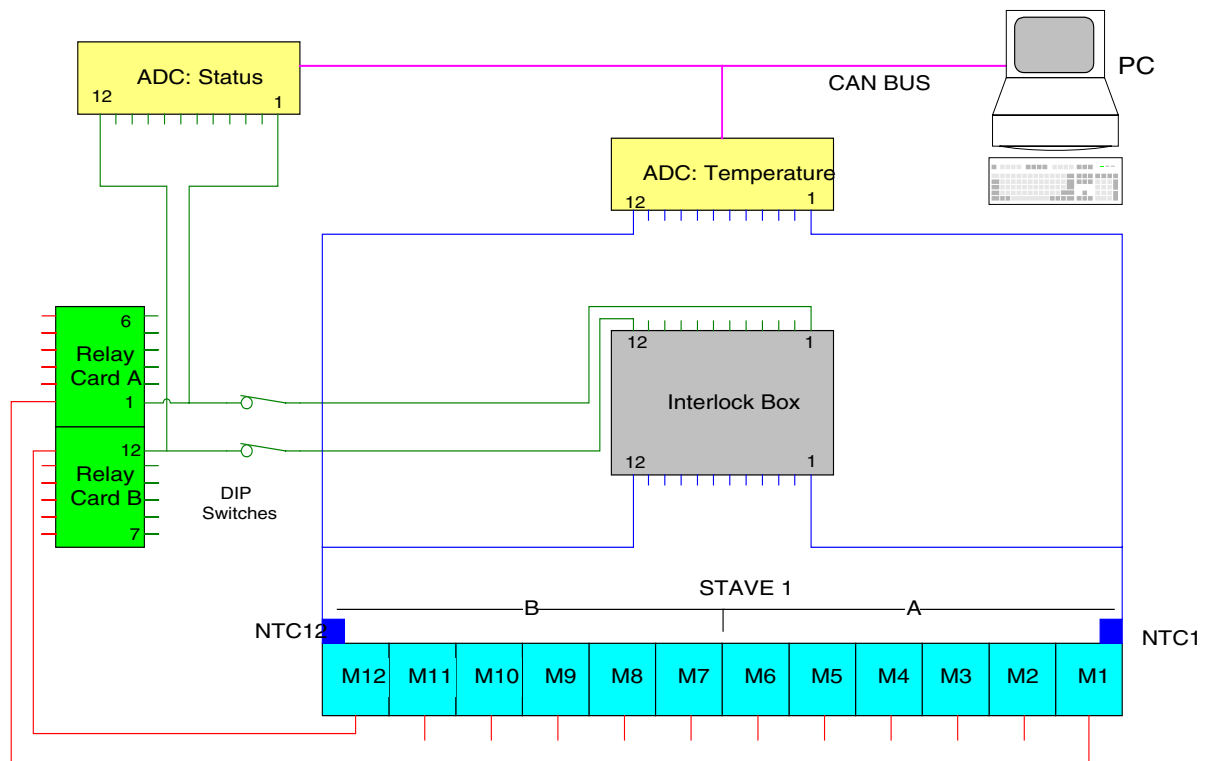 PC
ADC: Status
12
1
CAN BUS
ADC: Temperature
12
1
6
Relay
Card A
1
12
1
Interlock Box
12
Relay
Card B
7
12
1
DIP
Switches
STAVE 1
B
A
NTC12
NTC1
M12 M11 M10 M9 M8 M7 M6 M5 M4 M3 M2 M1